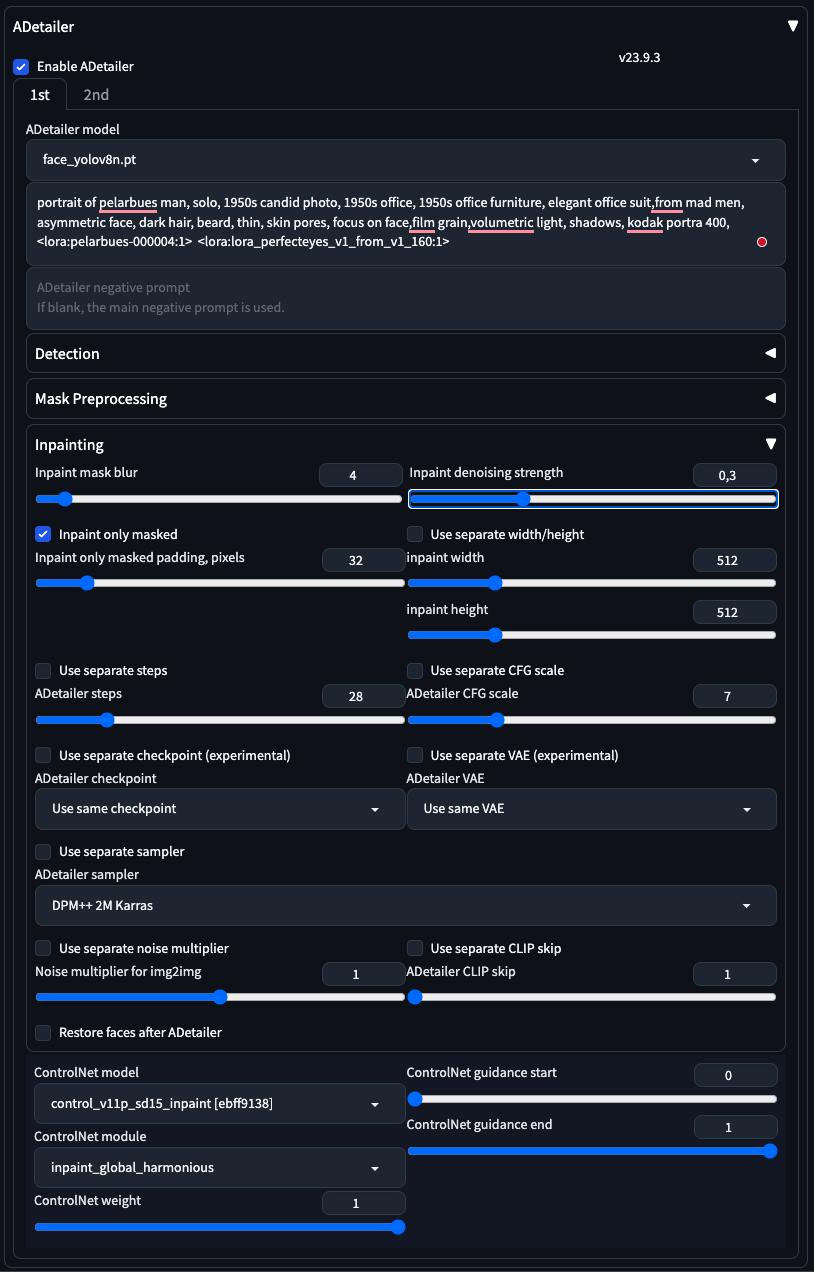 ADetailer
v23.9.3
Enable ADetailer
1st 2nd
ADetailer model
face_yolov8n.pt
portrait of pelarbues man, solo, 1950s candid photo, 1950s office, 1950s office furniture, elegant office suit,from mad men,
asymmetric face, dark hair, beard, thin, skin pores, focus on face,film grain,volumetric light, shadows, kodak portra 400,
<lora:pelarbues-000004:1> <lora:lora_perfecteyes_v1_from_v1_160:1>
ADetailer negative prompt
If blank, the main negative prompt is used.
Detection
Mask Preprocessing
Inpainting
Inpaint mask blur 4 Inpaint denoising strength 0,3
Inpaint only masked Use separate width/height
Inpaint only masked padding, pixels 32 inpaint width 512
inpaint height 512
Use separate steps Use separate CFG scale
ADetailer steps 28 ADetailer CFG scale 7
Use separate checkpoint (experimental) Use separate VAE (experimental)
ADetailer checkpoint ADetailer VAE
Use same checkpoint Use same VAE
Use separate sampler
ADetailer sampler
DPM++ 2M Karras
Use separate noise multiplier Use separate CLIP skip
Noise multiplier for img2img 1 ADetailer CLIP skip 1
Restore faces after ADetailer
ControlNet model ControlNet guidance start 0
control_v11p_sd15_inpaint [ebff9138]
ControlNet module ControlNet guidance end 1
inpaint_global_harmonious
ControlNet weight 1